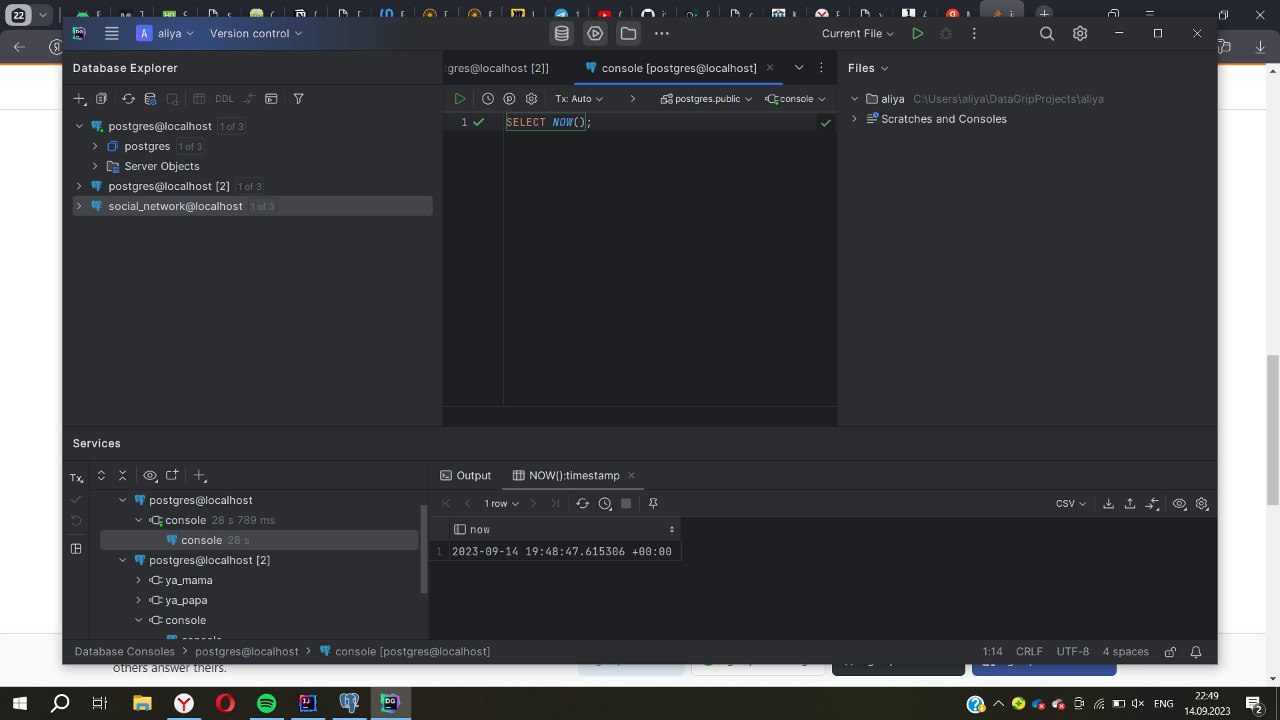 22
A aliya Version control Current File
Database Explorer
gres@localhost [2]] console [postgres@localhost]
Files
DDL
Tx: Auto postgres.public console
aliya C:\Users\aliya\DataGripProjects\aliya
Scratches and Consoles
postgres@localhost 1 of 3
postgres 1 of 3
Server Objects
postgres@localhost [2] 1 of 3
social_network@localhost 1 of 3
1 SELECT NOW();
Services
Tx
postgres@localhost
console 28 s 789 ms
console 28 s
postgres@localhost [2]
ya_mama
ya_papa
console
console
Output NOW():timestamp
1 row CSV
now
1 2023-09-14 19:48:47.615306 +00:00
Database Consoles postgres@localhost console [postgres@localhost] 1:14 CRLF UTF-8 4 spaces
others answer theirs.
ENG 22:49
14.09.2023 2